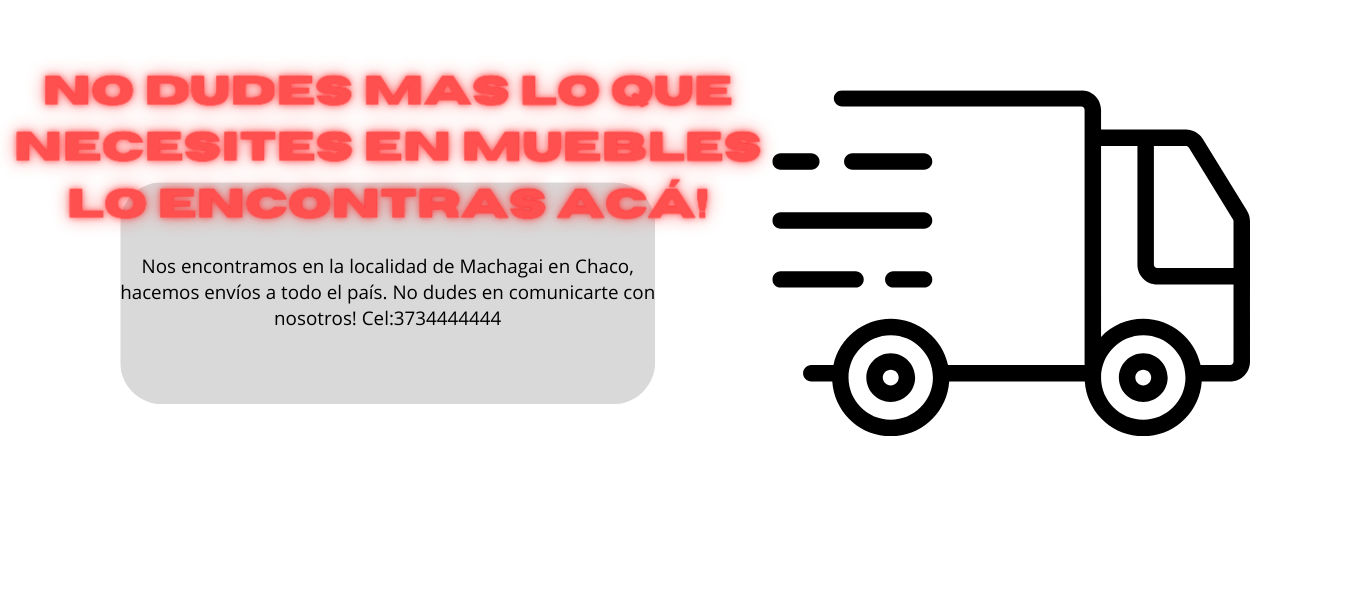 NO DUDES MAS LO QUE
NECESITES EN MUEBLES
LO ENCONTRAS ACÁ!
Nos encontramos en la localidad de Machagai en Chaco,
hacemos envíos a todo el país. No dudes en comunicarte con
nosotros! Cel:3734444444